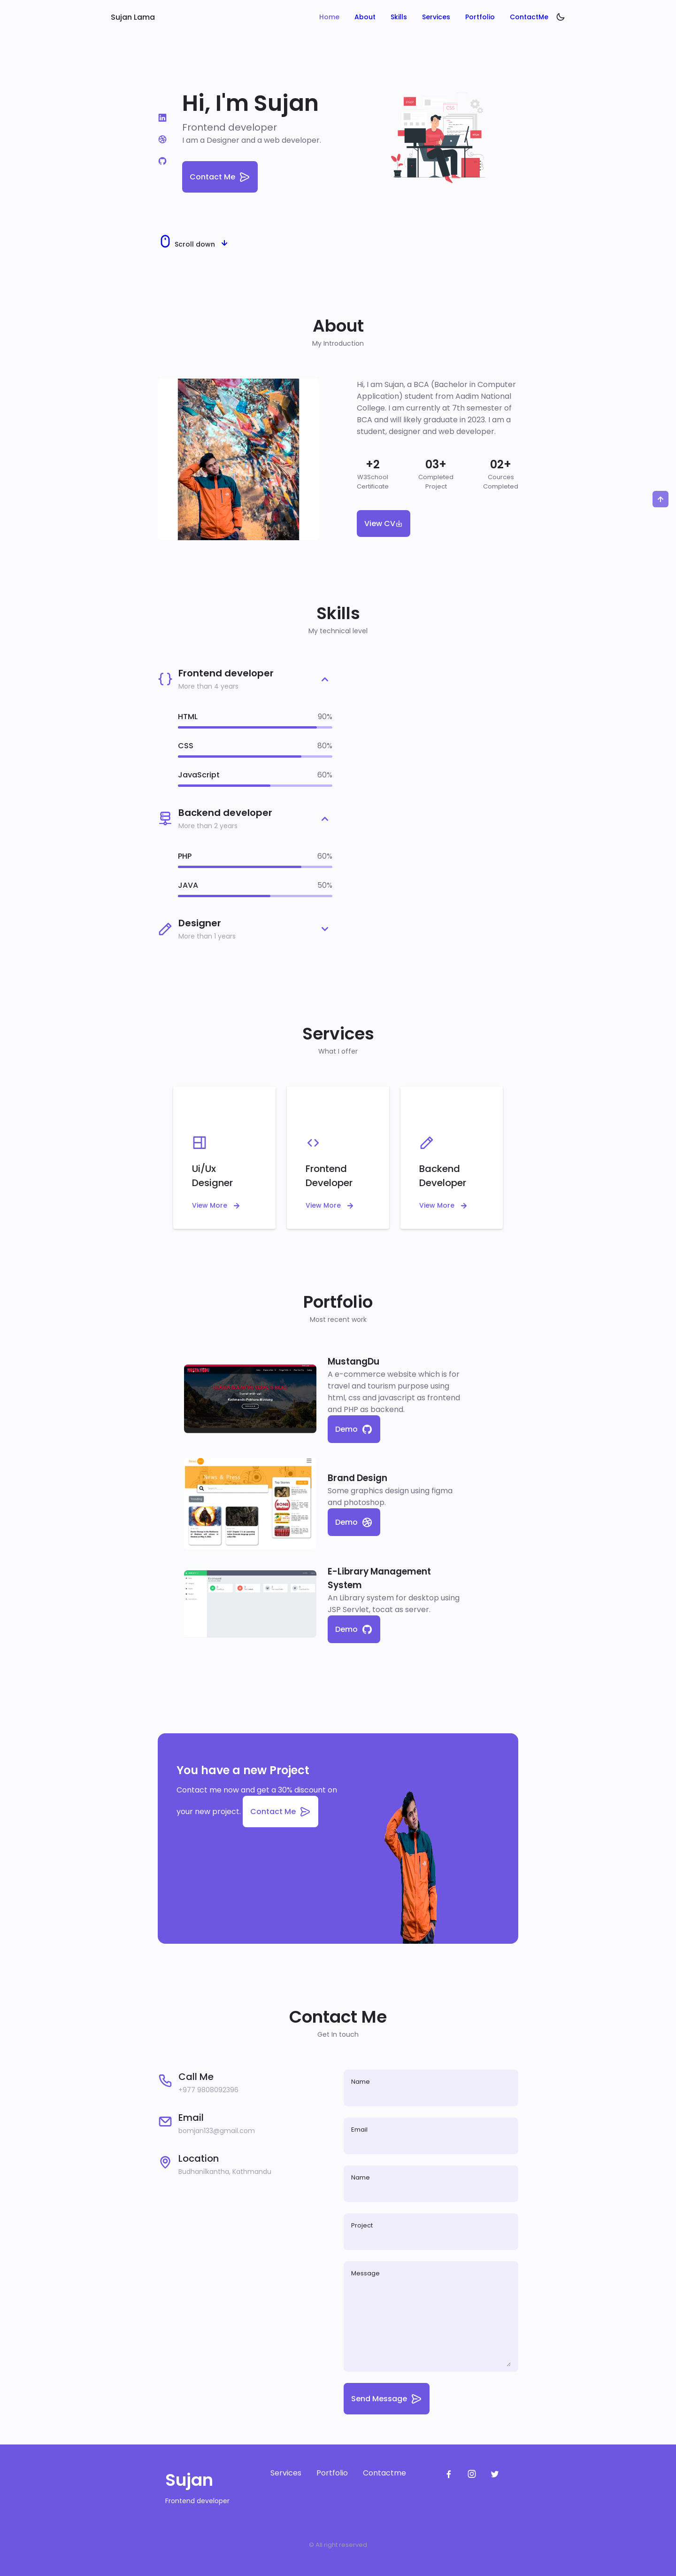 Sujan Lama
Home About Skills Services Portfolio ContactMe
Hi, I'm Sujan
Frontend developer
I am a Designer and a web developer.
Contact Me
Scroll down
About
My Introduction
Hi, I am Sujan, a BCA (Bachelor in Computer
Application) student from Aadim National
College. I am currently at 7th semester of
BCA and will likely graduate in 2023. I am a
student, designer and web developer.
+2 03+ 02+
W3School Completed Cources
Certificate Project Completed
View CV
Skills
My technical level
Frontend developer
More than 4 years
HTML 90%
CSS 80%
JavaScript 60%
Backend developer
More than 2 years
PHP 60%
JAVA 50%
Designer
More than 1 years
Services
What I offer
Ui/Ux
Designer
View More
Frontend
Developer
View More
Backend
Developer
View More
Portfolio
Most recent work
MustangDu
A e-commerce website which is for
travel and tourism purpose using
html, css and javascript as frontend
and PHP as backend.
Demo
News & Press
Brand Design
Some graphics design using figma
and photoshop.
Demo
E-Library Management
System
An Library system for desktop using
JSP Servlet, tocat as server.
Demo
You have a new Project
Contact me now and get a 30% discount on
your new project. Contact Me
Contact Me
Get In touch
Call Me
+977 9808092396
Email
bomjan133@gmail.com
Location
Budhanilkantha, Kathmandu
Name
Email
Name
Project
Message
Send Message
Sujan
Frontend developer
Services Portfolio Contactme
© All right reserved